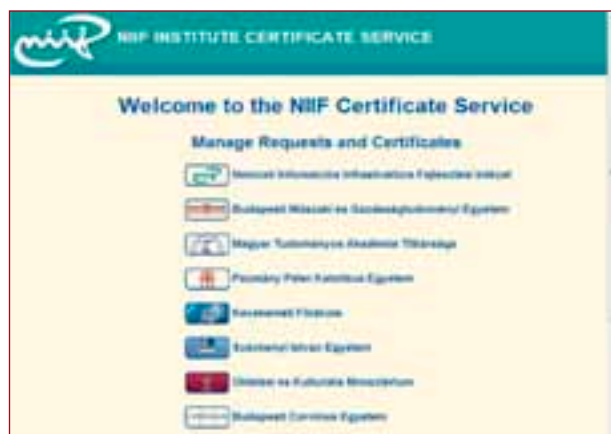 niif
NIIF INSTITUTE CERTIFICATE SERVICE
Welcome to the NIIF Certificate Service
Manage Requests and Certificates
Nemzeti Információs Infrastruktúra Fejlesztési Intézet
Budapesti Műszaki és Gazdaságtudományi Egyetem
Magyar Tudományos Akadémia Titkársága
Pázmány Péter Katolikus Egyetem
Kecskeméti Főiskola
Széchenyi István Egyetem
Oktatási és Kulturális Minisztérium
Budapesti Corvinus Egyetem